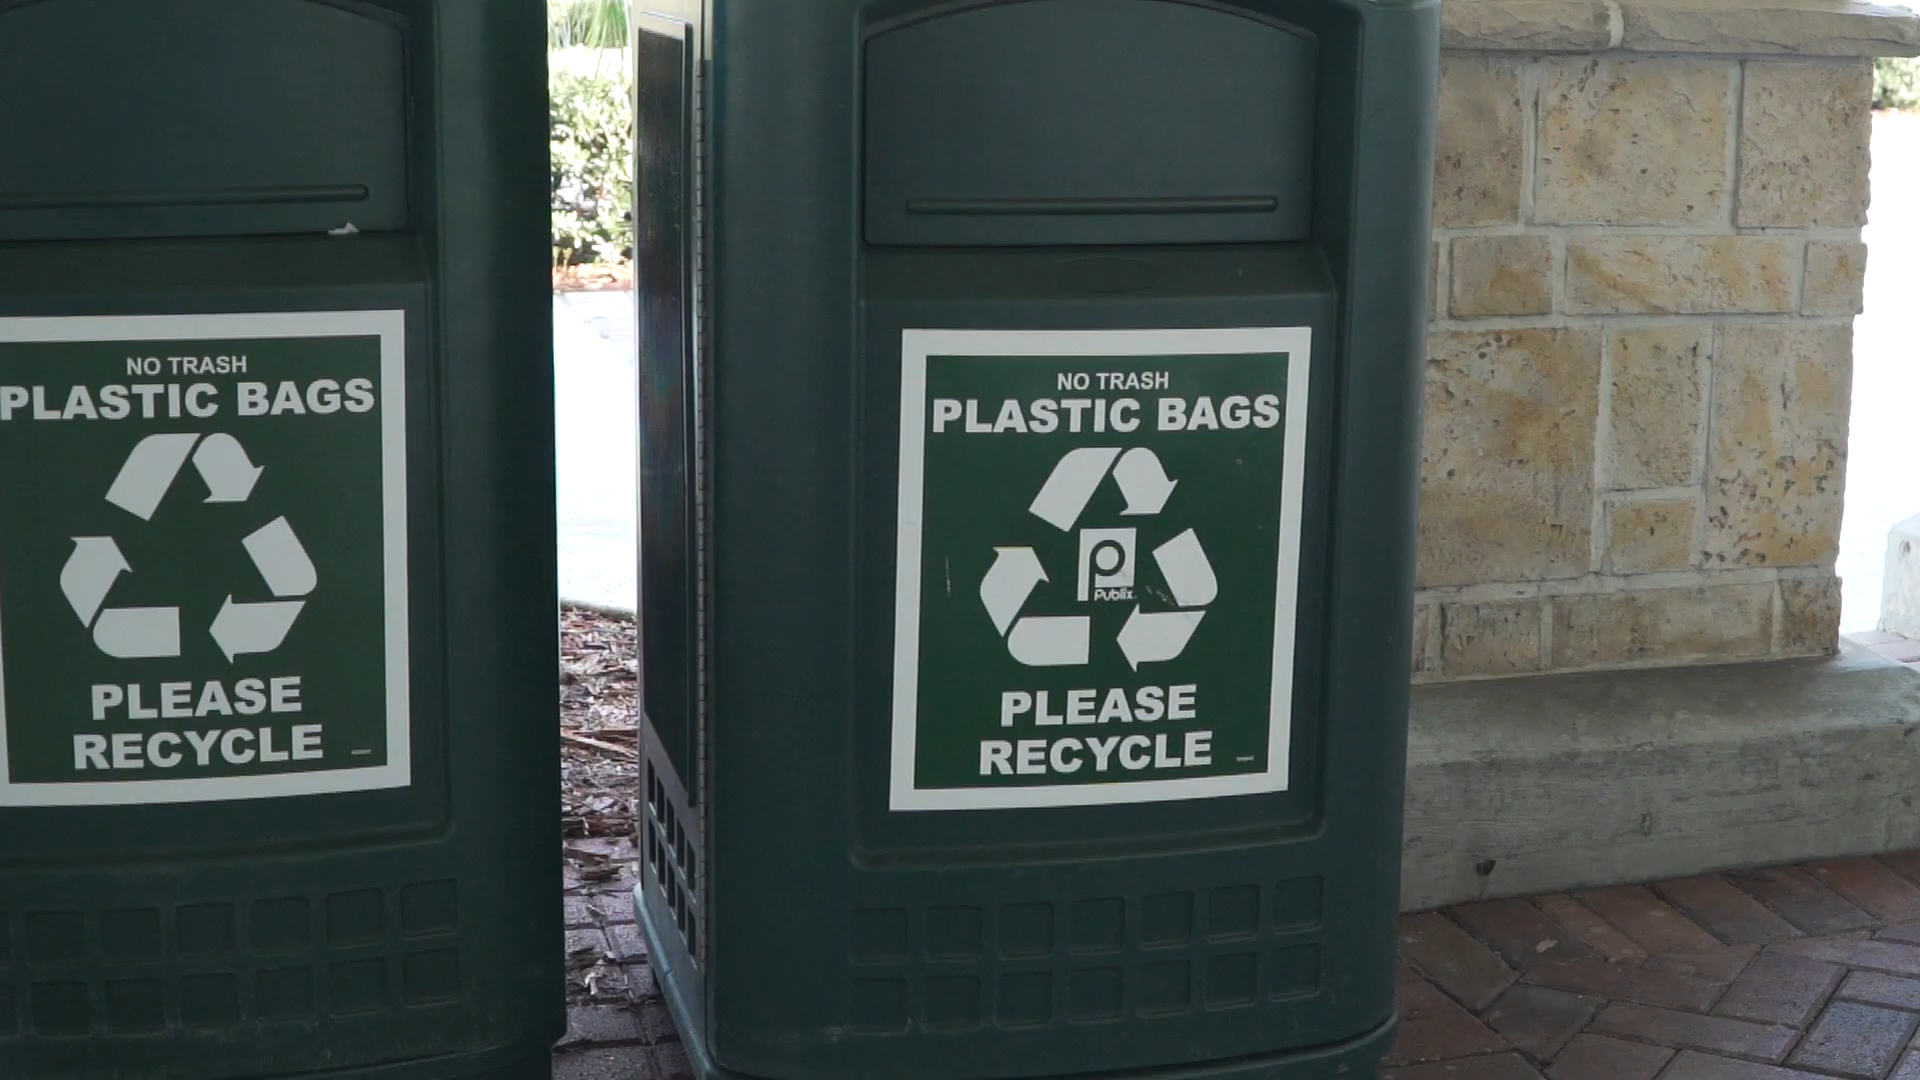 NO TRASH
PLASTIC BAGS
PLEASE
RECYCLE
NO TRASH
PLASTIC BAGS
Publix
PLEASE
RECYCLE